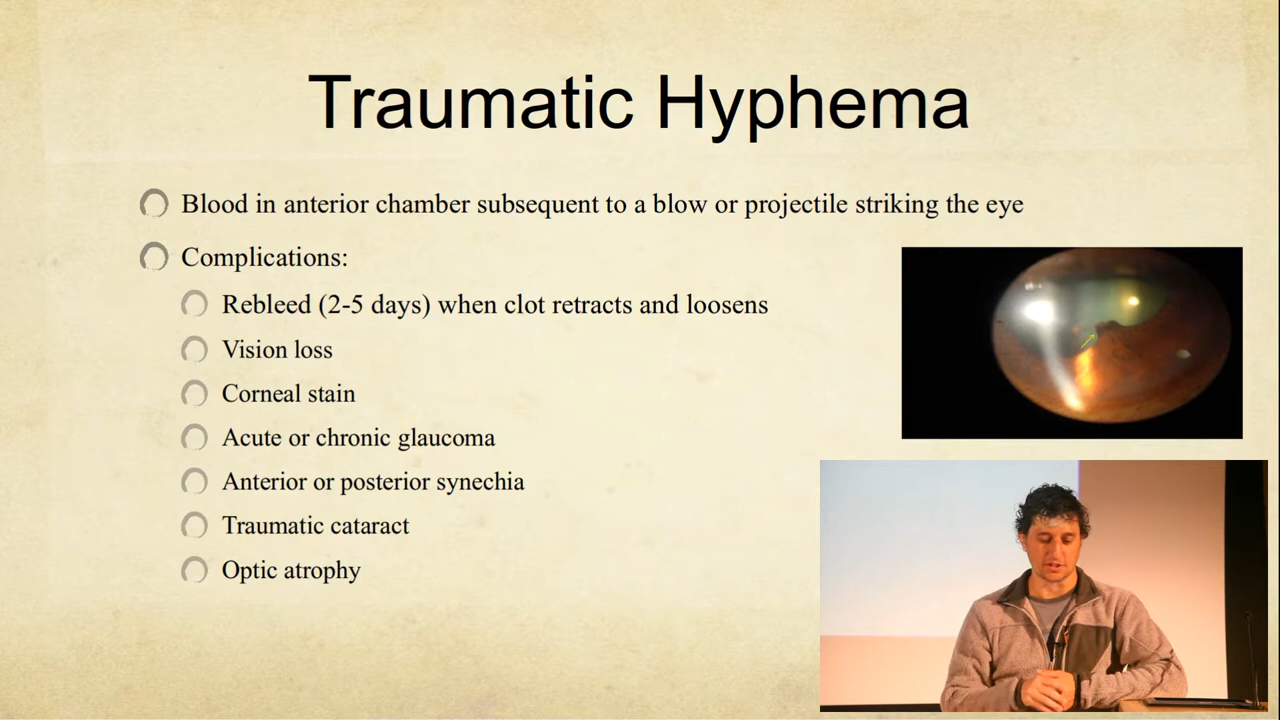 Traumatic Hyphema
Blood in anterior chamber subsequent to a blow or projectile striking the eye
Complications:
Rebleed (2-5 days) when clot retracts and loosens
Vision loss
Corneal stain
Acute or chronic glaucoma
Anterior or posterior synechia
Traumatic cataract
Optic atrophy